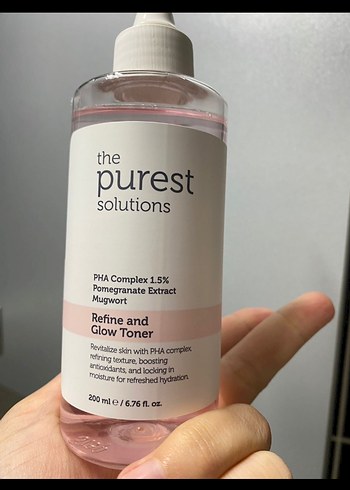 the
purest
solutions
PHA Complex 1.5%
Pomegranate Extract
Mugwort
Refine and
Glow Toner
Revitalize skin with PHA complex,
refining texture, boosting
antioxidants, and locking in
moisture for refreshed hydration.
200 ml ℮ / 6.76 fl. oz.